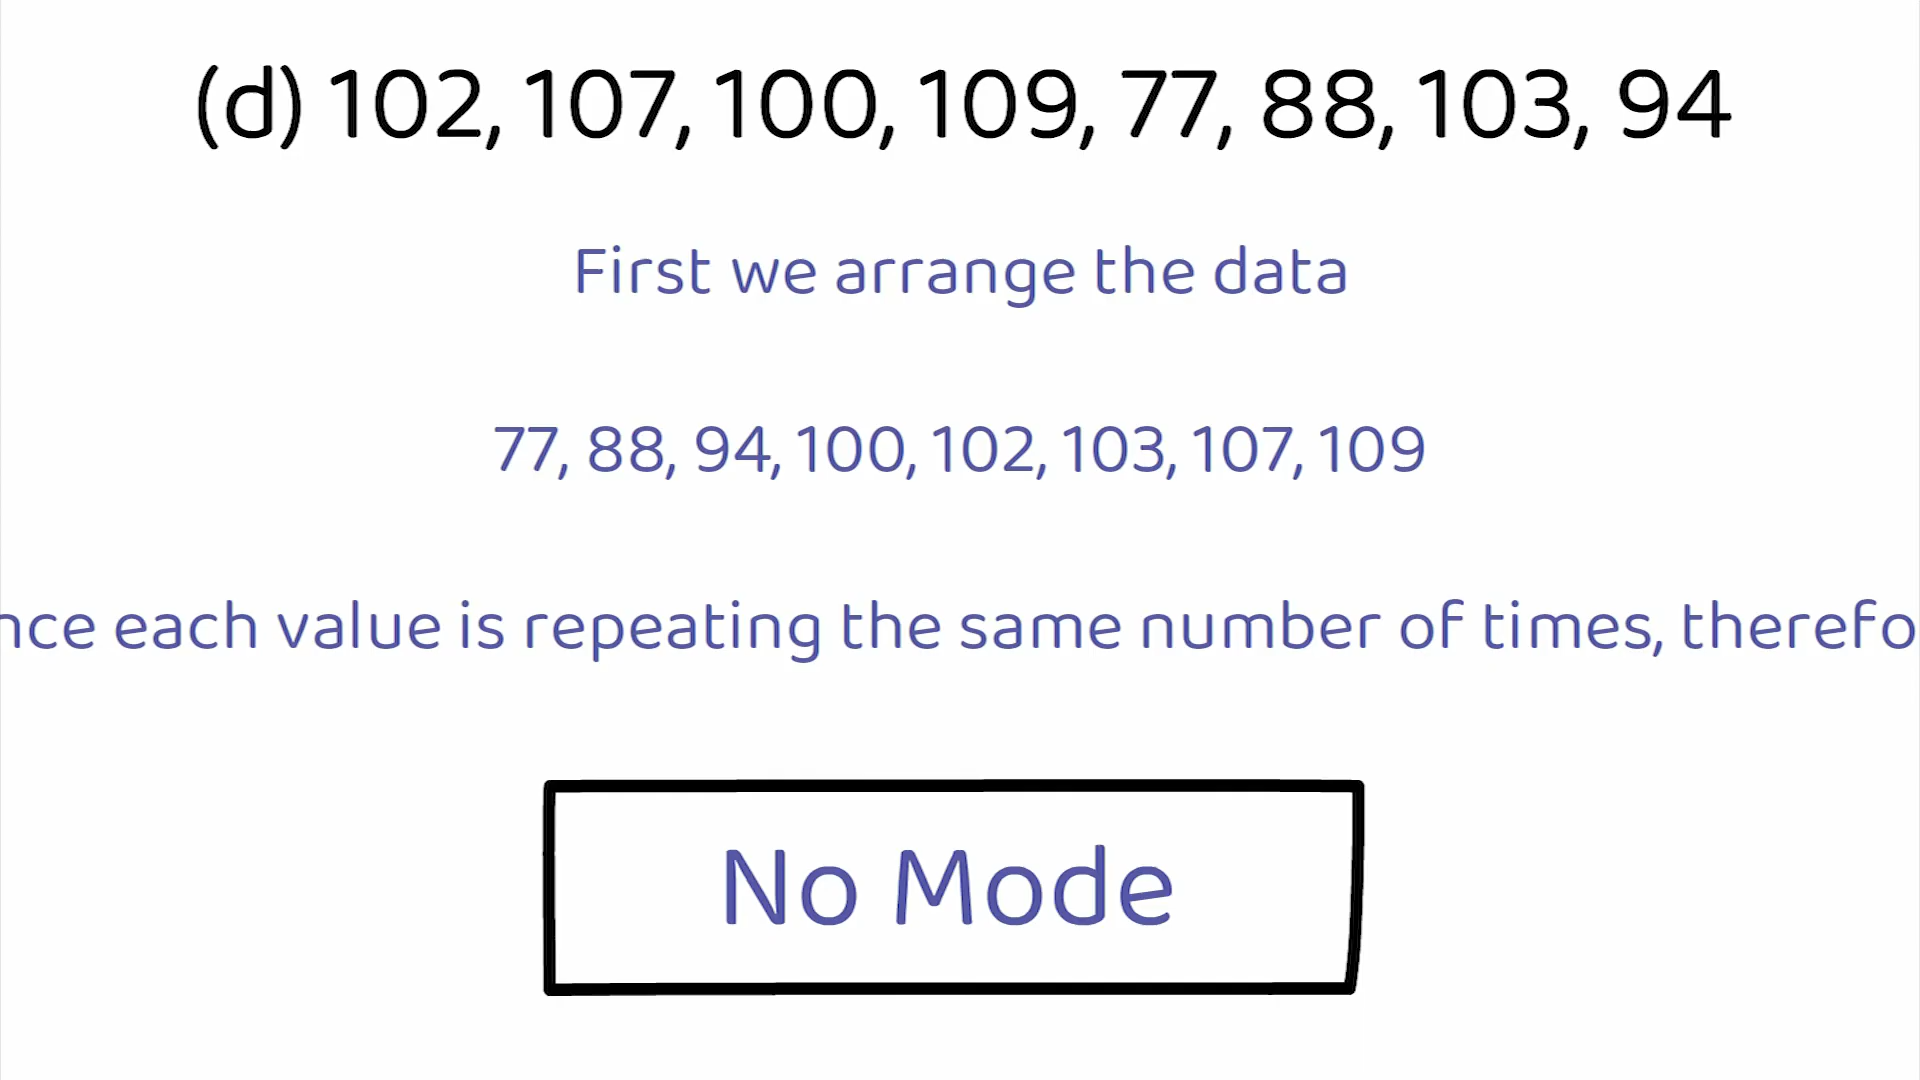 (d) 102, 107, 100, 109, 77, 88, 103, 94
First we arrange the data
77, 88, 94, 100, 102, 103, 107, 109
each value is repeating the same number of times,
No Mode